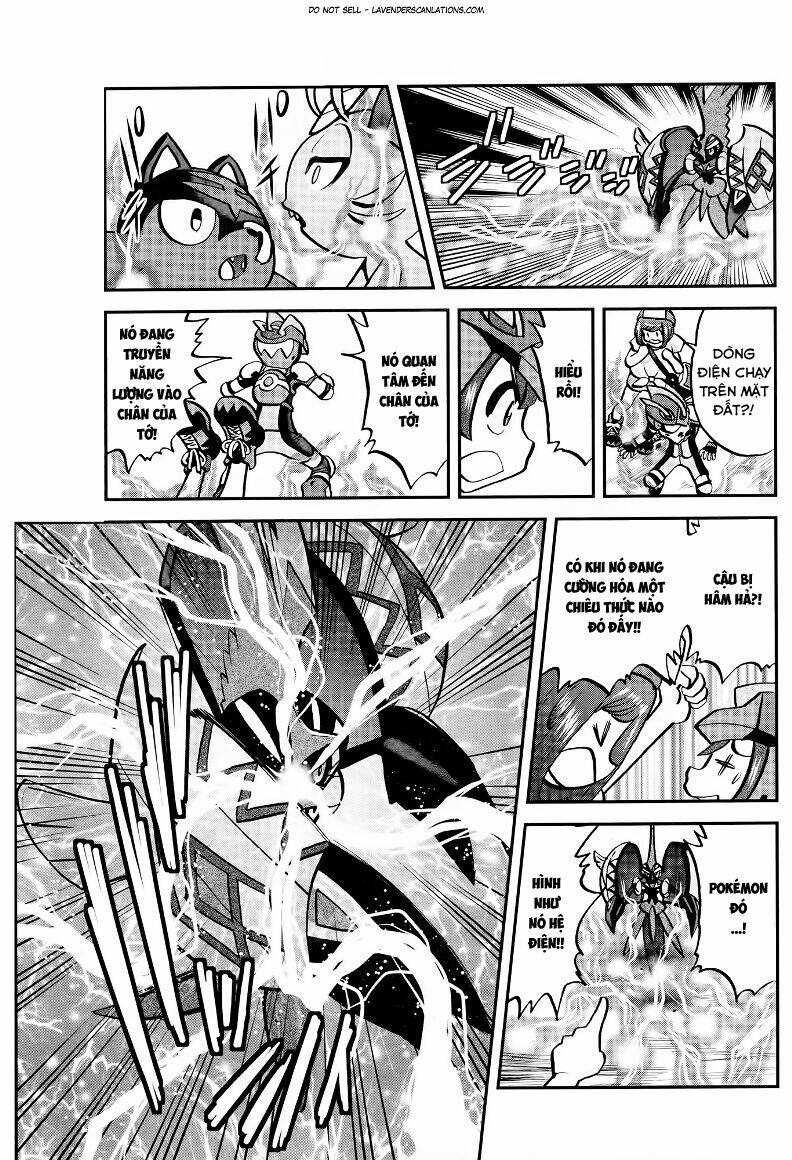 DO NOT SELL - LAVENDERSCANLATIONS.COM
DÒNG
ĐIỆN CHẠY
TRÊN MẶT
ĐẤT?!
HIỂU
RỒI!
NÓ QUAN
TÂM ĐẾN
CHÂN CỦA
TỚ!
NÓ ĐANG
TRUYỀN
NĂNG
LƯỢNG VÀO
CHÂN CỦA
TỚ!
CẬU BỊ
HÂM HẢ?!
CÓ KHI NÓ ĐANG
CƯỜNG HÓA MỘT
CHIÊU THỨC NÀO
ĐÓ ĐẤY!!
POKÉMON
ĐÓ
...!
HÌNH
NHƯ
NÓ HỆ
ĐIỆN!!